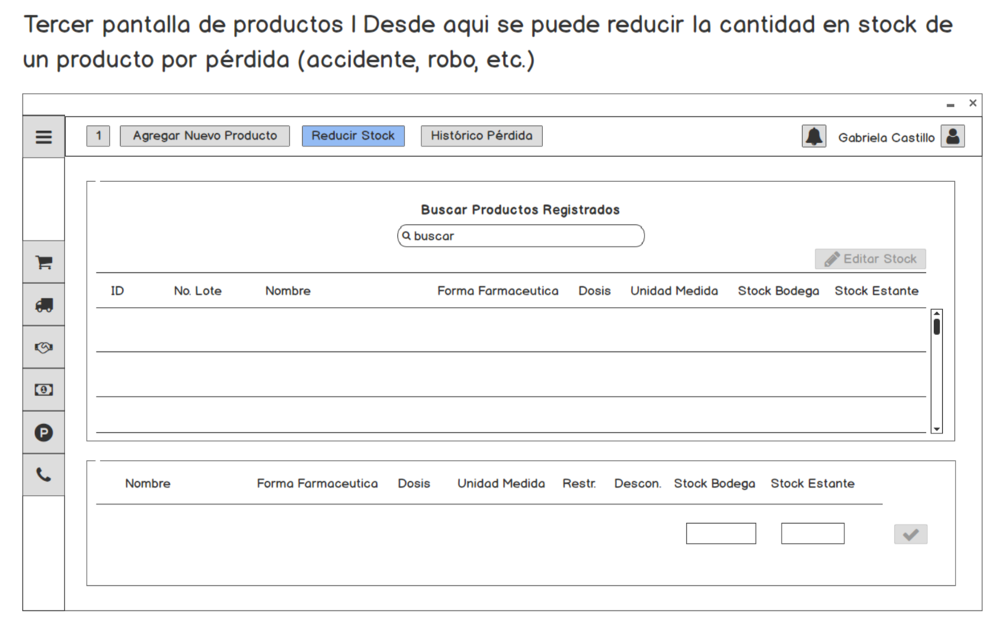 Tercer pantalla de productos | Desde aqui se puede reducir la cantidad en stock de
un producto por pérdida (accidente, robo, etc.)
1 Agregar Nuevo Producto Reducir Stock Histórico Pérdida Gabriela Castillo
Buscar Productos Registrados
buscar
Editar Stock
ID No. Lote Nombre Forma Farmaceutica Dosis Unidad Medida Stock Bodega Stock Estante
P
Nombre Forma Farmaceutica Dosis Unidad Medida Restr. Descon. Stock Bodega Stock Estante